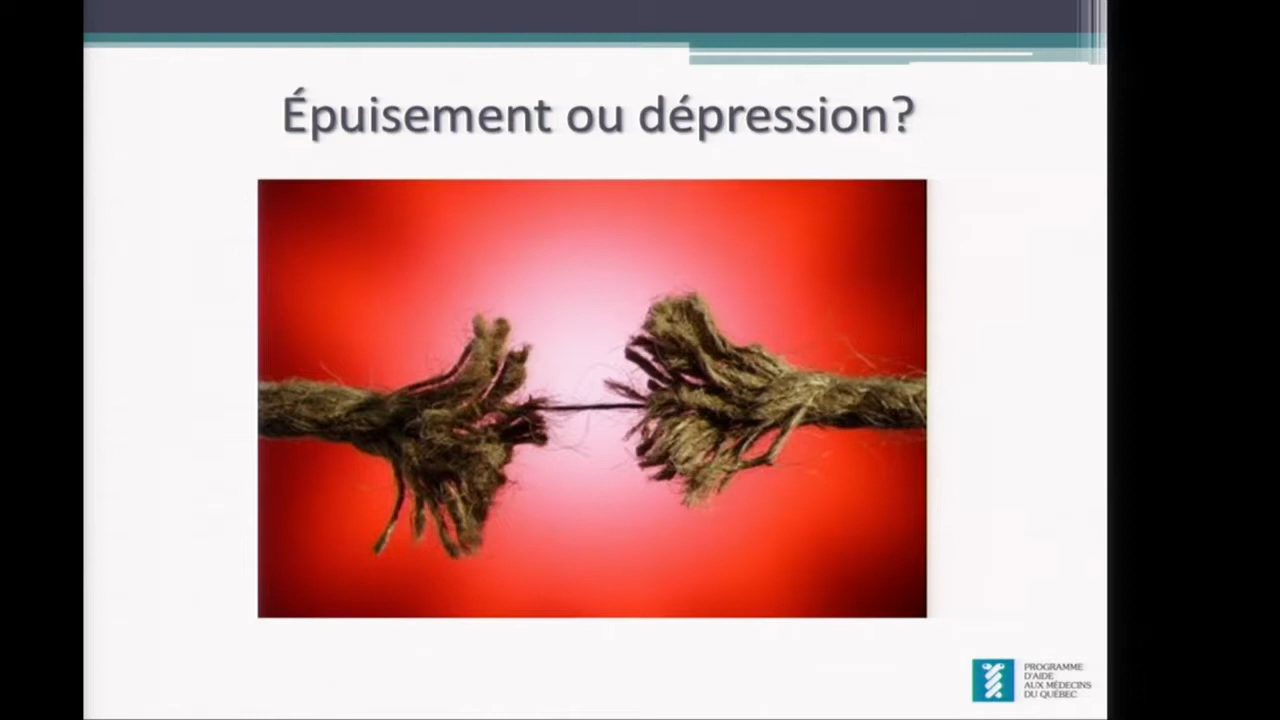 Épuisement ou dépression?
PROGRAMME
D'AIDE
AUX MÉDECINS
DU QUÉBEC